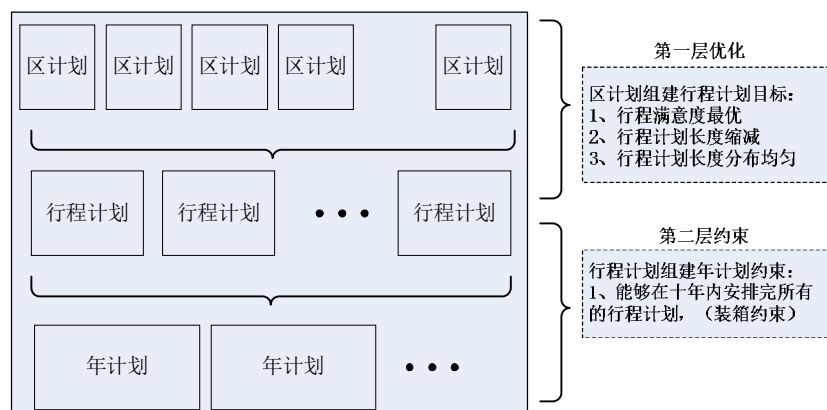 区计划 区计划 区计划 区计划 区计划
行程计划 行程计划 • • • 行程计划
年计划 年计划 • • •
第一层优化
区计划组建行程计划目标：
1、行程满意度最优
2、行程计划长度缩减
3、行程计划长度分布均匀
第二层约束
行程计划组建年计划约束：
1、能够在十年内安排完所有
的行程计划，（装箱约束）